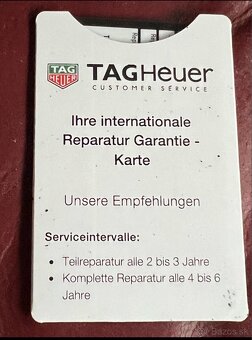 TAG
HEUER
TAGHeuer
CUSTOMER SERVICE
Ihre internationale
Reparatur Garantie -
Karte
Unsere Empfehlungen
Serviceintervalle:
• Teilreparatur alle 2 bis 3 Jahre
• Komplette Reparatur alle 4 bis 6
Jahre